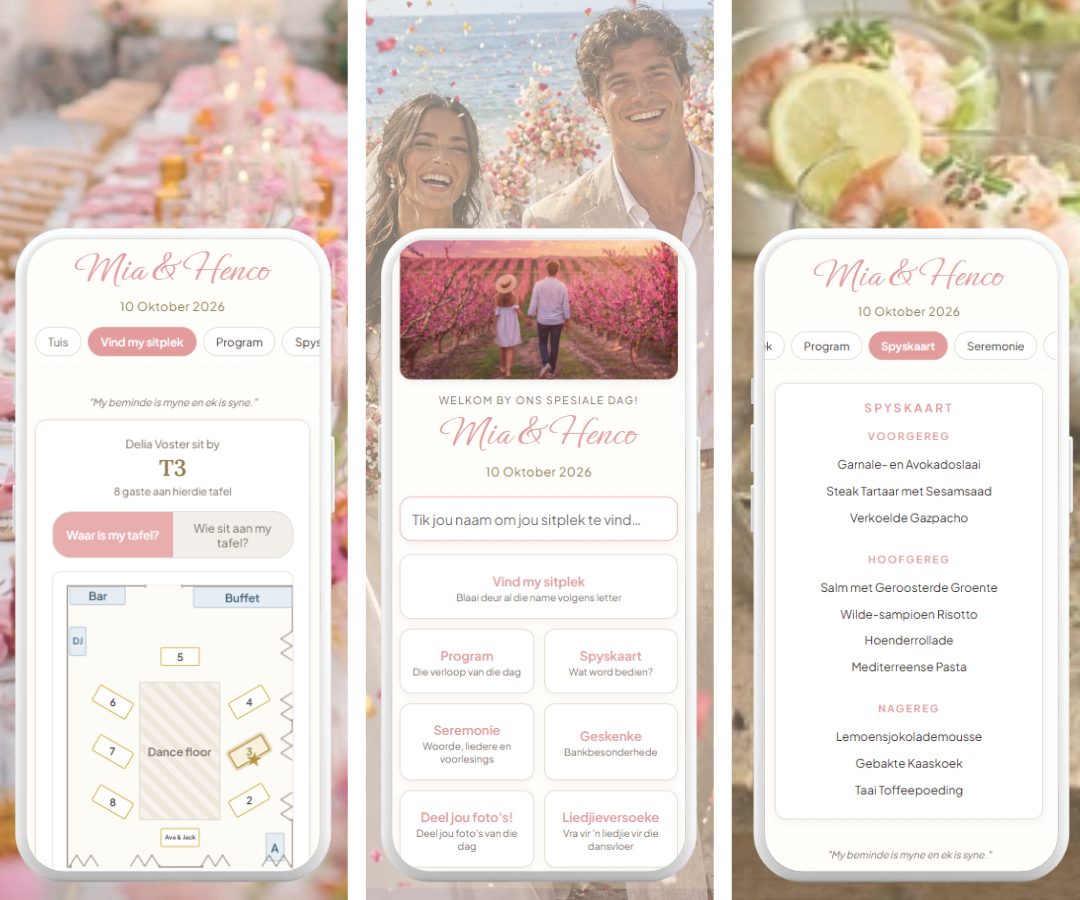 Mia & Henco
10 Oktober 2026
Tuis
Vind my sitplek
Program
Spys
"My beminde is myne en ek is syne."
Delia Voster sit by
T3
8 gaste aan hierdie tafel
Waar is my tafel?
Wie sit aan my
tafel?
Bar
Buffet
DJ
5
6
4
7
Dance floor
3
8
2
Ava & Jack
A
WELKOM BY ONS SPESIALE DAG!
Mia & Henco
10 Oktober 2026
Tik jou naam om jou sitplek te vind...
Vind my sitplek
Blaai deur al die name volgens letter
Program
Die verloop van die dag
Spyskaart
Wat word bedien?
Seremonie
Woorde, liedere en
voorlesings
Geskenke
Bankbesonderhede
Deel jou foto's!
Deel jou foto's van die
dag
Liedjieversoeke
Vra vir 'n liedjie vir die
dansvloer
Mia & Henco
10 Oktober 2026
ek
Program
Spyskaart
Seremonie
SPYSKAART
VOORGEREG
Garnale- en Avokadoslaai
Steak Tartaar met Sesamsaad
Verkoelde Gazpacho
HOOFGEREG
Salm met Geroosterde Groente
Wilde-sampioen Risotto
Hoenderrollade
Mediterreense Pasta
NAGEREG
Lemoensjokolademousse
Gebakte Kaaskoek
Taai Toffeepoeding
"My beminde is myne en ek is syne."